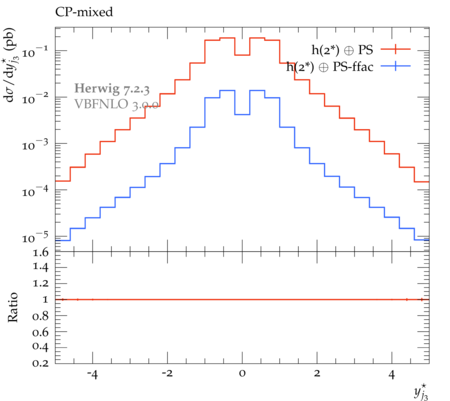 CP-mixed
dσ/dy*j3 (pb)
10−1
10−2
10−3
10−4
10−5
h(2*) ⊕ PS
h(2*) ⊕ PS-ffac
Herwig 7.2.3
VBFNLO 3.0.0
Ratio
1.6
1.4
1.2
1
0.8
0.6
0.4
0.2
-4 -2 0 2 4
y*j3